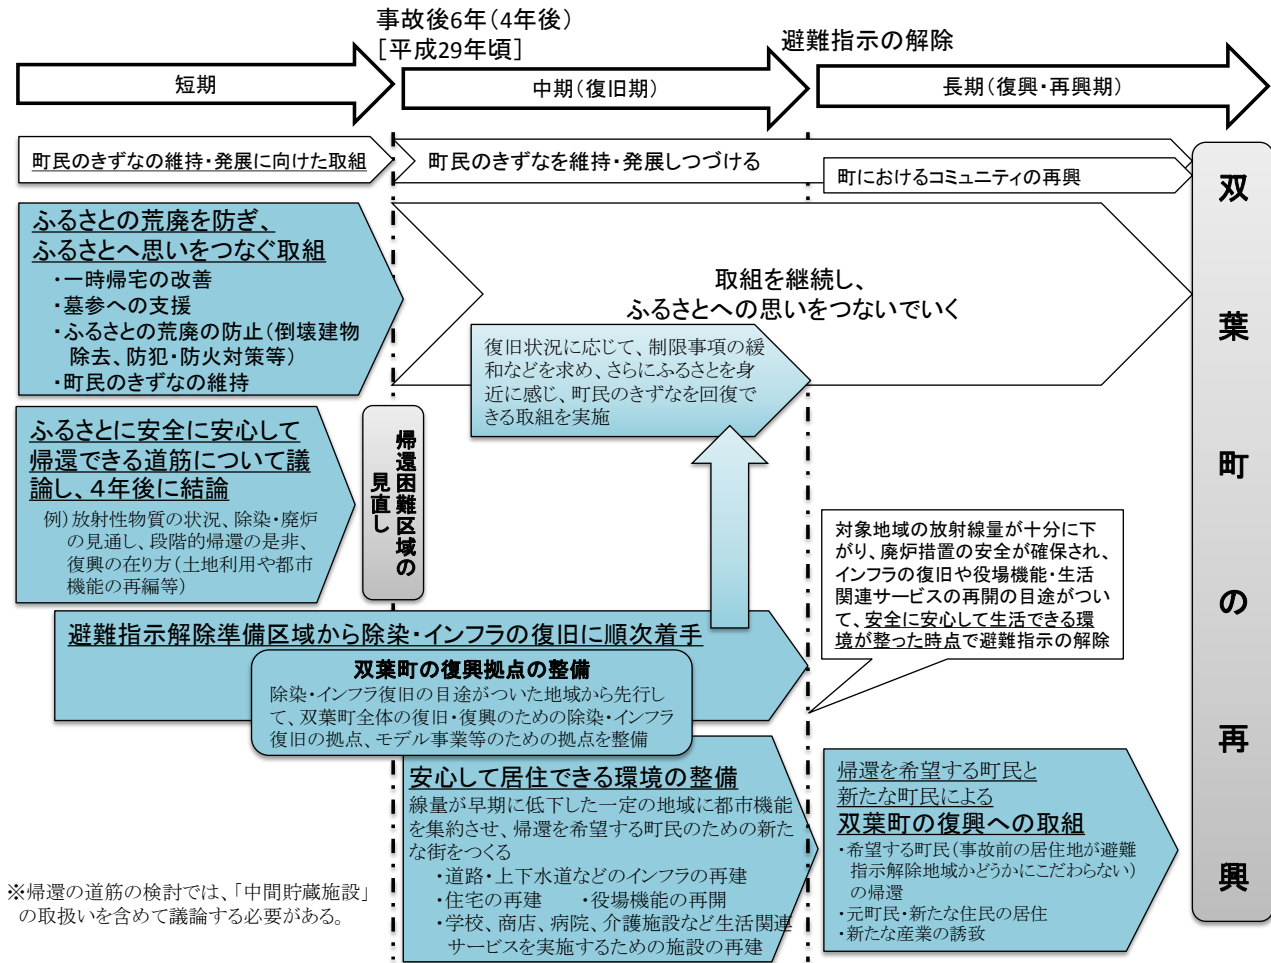 事故後6年（4年後）
［平成29年頃］
避難指示の解除
短期
中期（復旧期）
長期（復興・再興期）
町民のきずなの維持・発展に向けた取組
町民のきずなを維持・発展しつづける
町におけるコミュニティの再興
ふるさとの荒廃を防ぎ、
ふるさとへ思いをつなぐ取組
・一時帰宅の改善
・墓参への支援
・ふるさとの荒廃の防止（倒壊建物
除去、防犯・防火対策等）
・町民のきずなの維持
取組を継続し、
ふるさとへの思いをつないでいく
復旧状況に応じて、制限事項の緩
和などを求め、さらにふるさとを身
近に感じ、町民のきずなを回復で
きる取組を実施
ふるさとに安全に安心して
帰還できる道筋について議
論し、４年後に結論
例）放射性物質の状況、除染・廃炉
の見通し、段階的帰還の是非、
復興の在り方（土地利用や都市
機能の再編等）
帰還困難区域の
見直し
対象地域の放射線量が十分に下
がり、廃炉措置の安全が確保され、
インフラの復旧や役場機能・生活
関連サービスの再開の目途がつい
て、安全に安心して生活できる環
境が整った時点で避難指示の解除
避難指示解除準備区域から除染・インフラの復旧に順次着手
双葉町の復興拠点の整備
除染・インフラ復旧の目途がついた地域から先行し
て、双葉町全体の復旧・復興のための除染・インフラ
復旧の拠点、モデル事業等のための拠点を整備
安心して居住できる環境の整備
線量が早期に低下した一定の地域に都市機能
を集約させ、帰還を希望する町民のための新た
な街をつくる
・道路・上下水道などのインフラの再建
・住宅の再建　・役場機能の再開
・学校、商店、病院、介護施設など生活関連
サービスを実施するための施設の再建
帰還を希望する町民と
新たな町民による
双葉町の復興への取組
・希望する町民（事故前の居住地が避難
指示解除地域かどうかにこだわらない）
の帰還
・元町民・新たな住民の居住
・新たな産業の誘致
双葉町の再興
※帰還の道筋の検討では、「中間貯蔵施設」
の取扱いを含めて議論する必要がある。